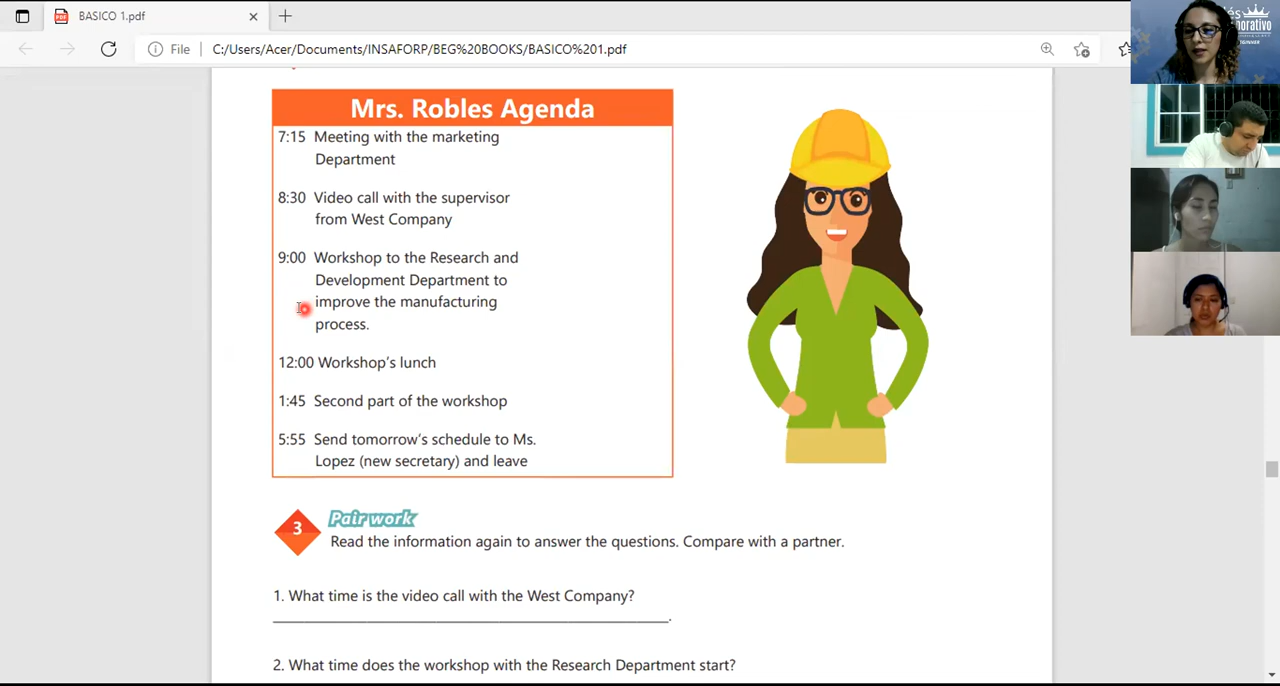 BASICO 1.pdf
File C:/Users/Acer/Documents/INSAFORP/BEG%20BOOKS/BASICO%201.pdf
Mrs. Robles Agenda
7:15 Meeting with the marketing
Department
8:30 Video call with the supervisor
from West Company
9:00 Workshop to the Research and
Development Department to
improve the manufacturing
process.
12:00 Workshop's lunch
1:45 Second part of the workshop
5:55 Send tomorrow's schedule to Ms.
Lopez (new secretary) and leave
3 Pair work
Read the information again to answer the questions. Compare with a partner.
1. What time is the video call with the West Company?
2. What time does the workshop with the Research Department start?